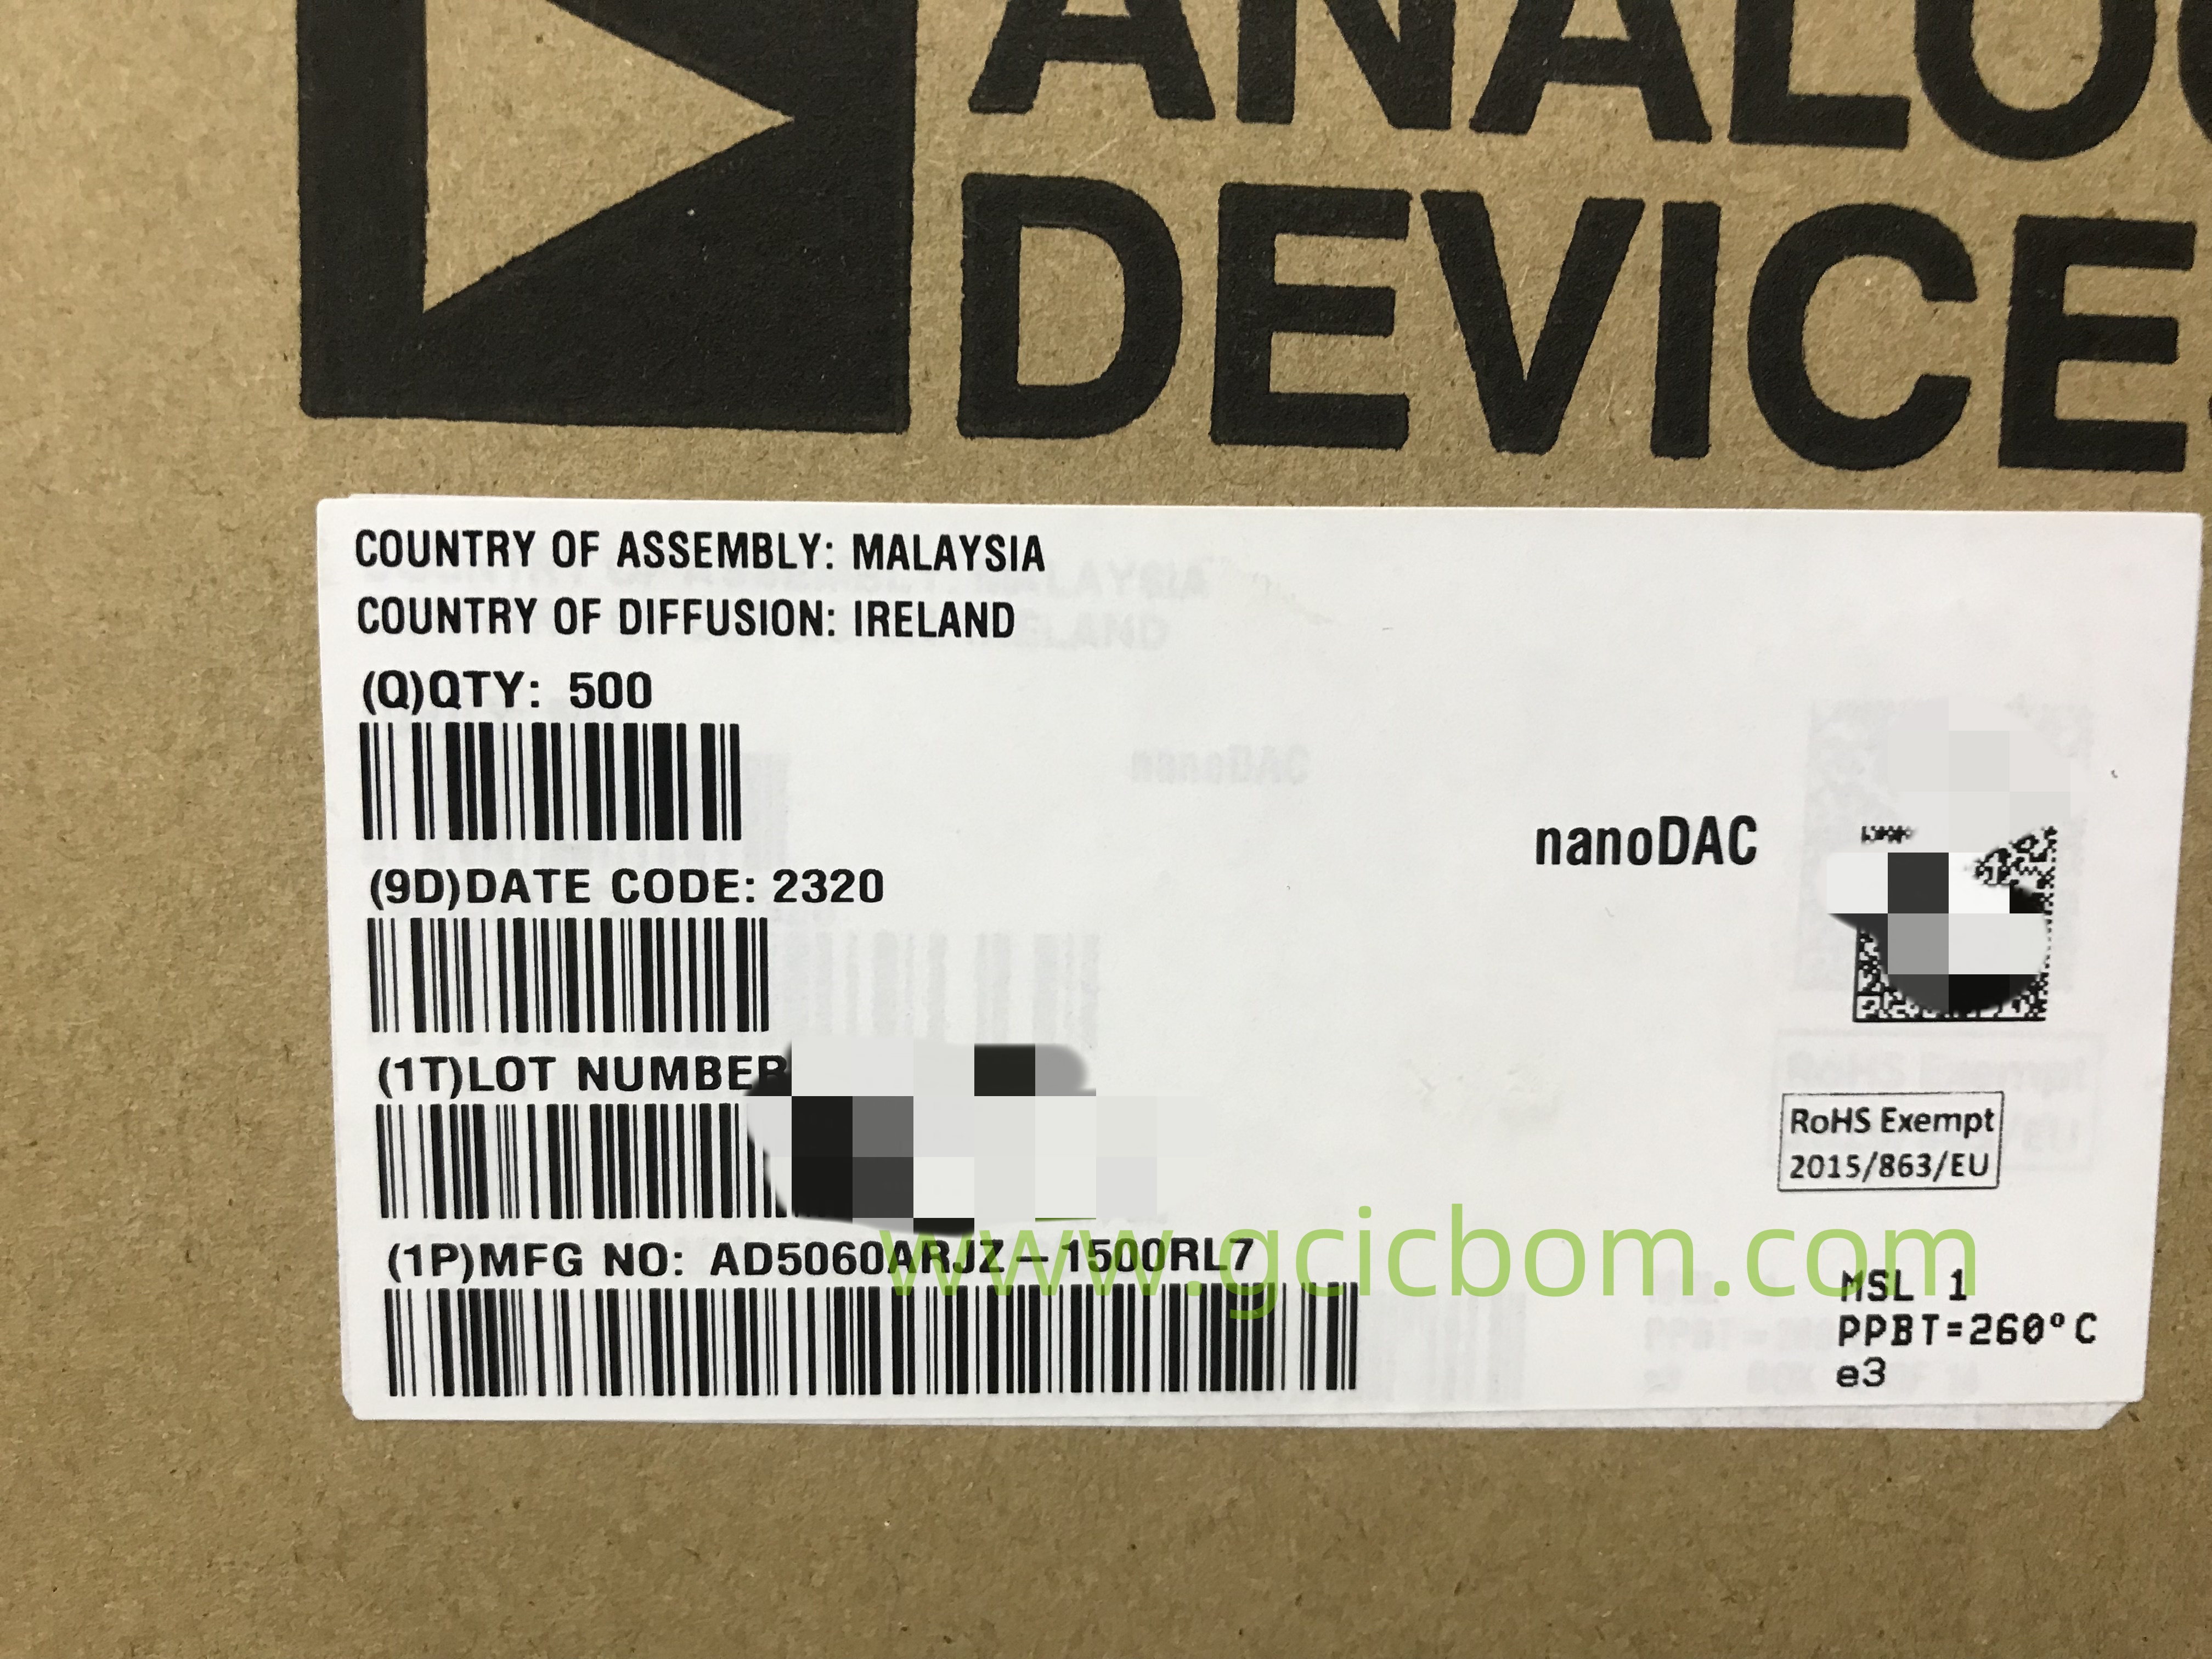 ANALOG
DEVICES
COUNTRY OF ASSEMBLY: MALAYSIA
COUNTRY OF DIFFUSION: IRELAND
(Q)QTY: 500
nanoDAC
(9D)DATE CODE: 2320
(1T)LOT NUMBER
RoHS Exempt
2015/863/EU
(1P)MFG NO: AD5060ARJZ-1500RL7
www.gcicbom.com
MSL 1
PPBT=260°C
e3